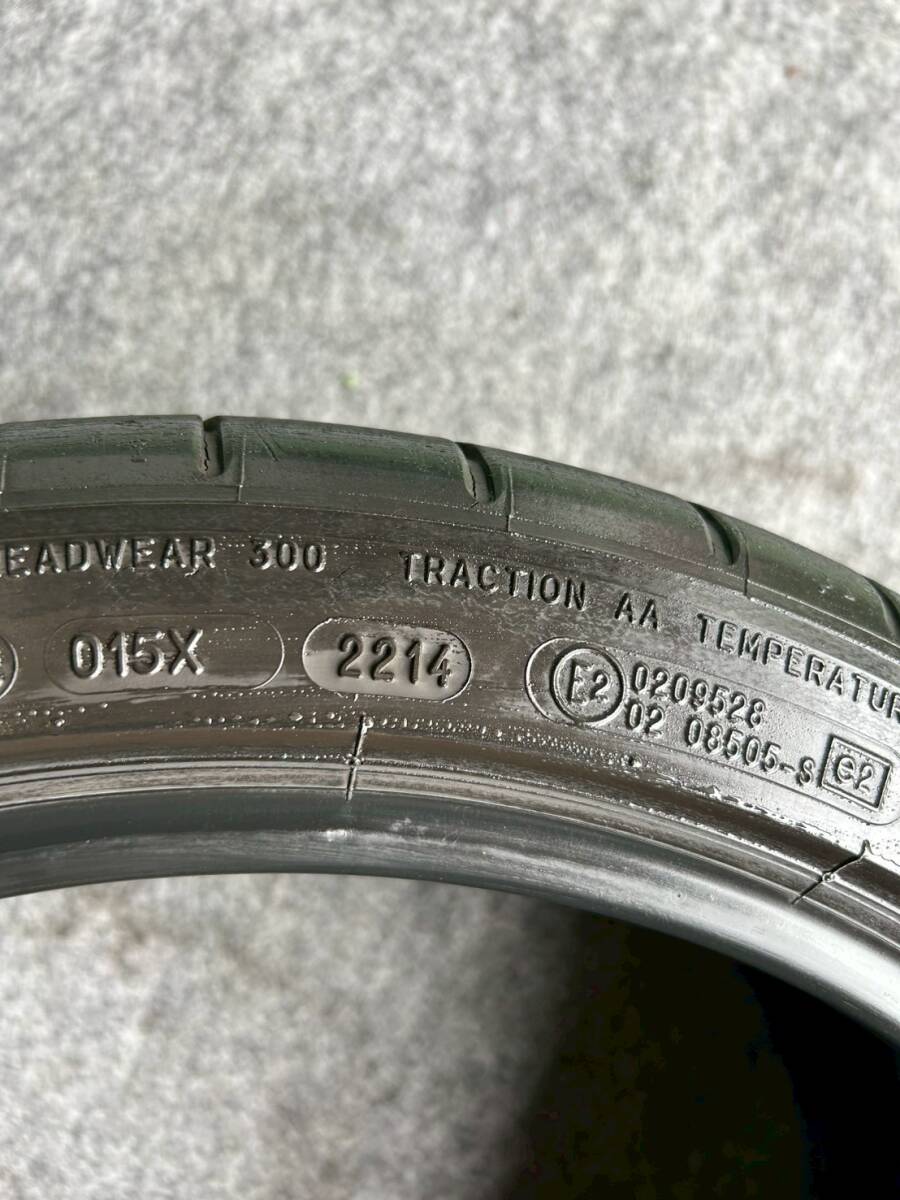 EADWEAR 300 TRACTION AA TEMPERATUR
015X
2214
E2 0209528
02 08505-S e2